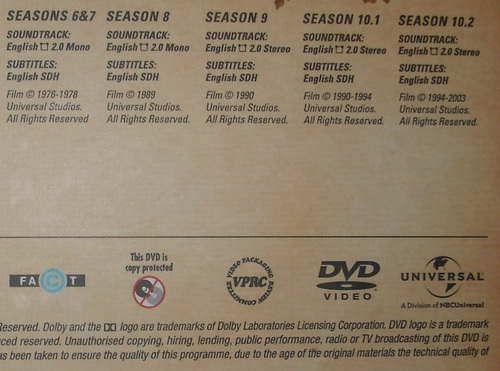 SEASONS 6&7
SOUNDTRACK:
English 2.0 Mono
SUBTITLES:
English SDH
Film © 1976-1978
Universal Studios.
All Rights Reserved
SEASON 8
SOUNDTRACK:
English 2.0 Mono
SUBTITLES:
English SDH
Film © 1989
Universal Studios.
All Rights Reserved.
SEASON 9
SOUNDTRACK:
English 2.0 Stereo
SUBTITLES:
English SDH
Film © 1990
Universal Studios.
All Rights Reserved.
SEASON 10.1
SOUNDTRACK:
English 2.0 Stereo
SUBTITLES:
English SDH
Film © 1990-1994
Universal Studios.
All Rights Reserved.
SEASON 10.2
SOUNDTRACK:
English 2.0 Stereo
SUBTITLES:
English SDH
Film © 1994-2003
Universal Studios.
All Rights Reserved.
FACT
This DVD is
copy protected
VIDEO PACKAGING REVIEW COMMITTEE
VPRC
DVD
VIDEO
UNIVERSAL
A Division of NBCUniversal
Reserved. Dolby and the logo are trademarks of Dolby Laboratories Licensing Corporation. DVD logo is a trademark
ced reserved. Unauthorised copying, hiring, lending, public performance, radio or TV broadcasting of this DVD is
as been taken to ensure the quality of this programme, due to the age of the original materials the technical quality of